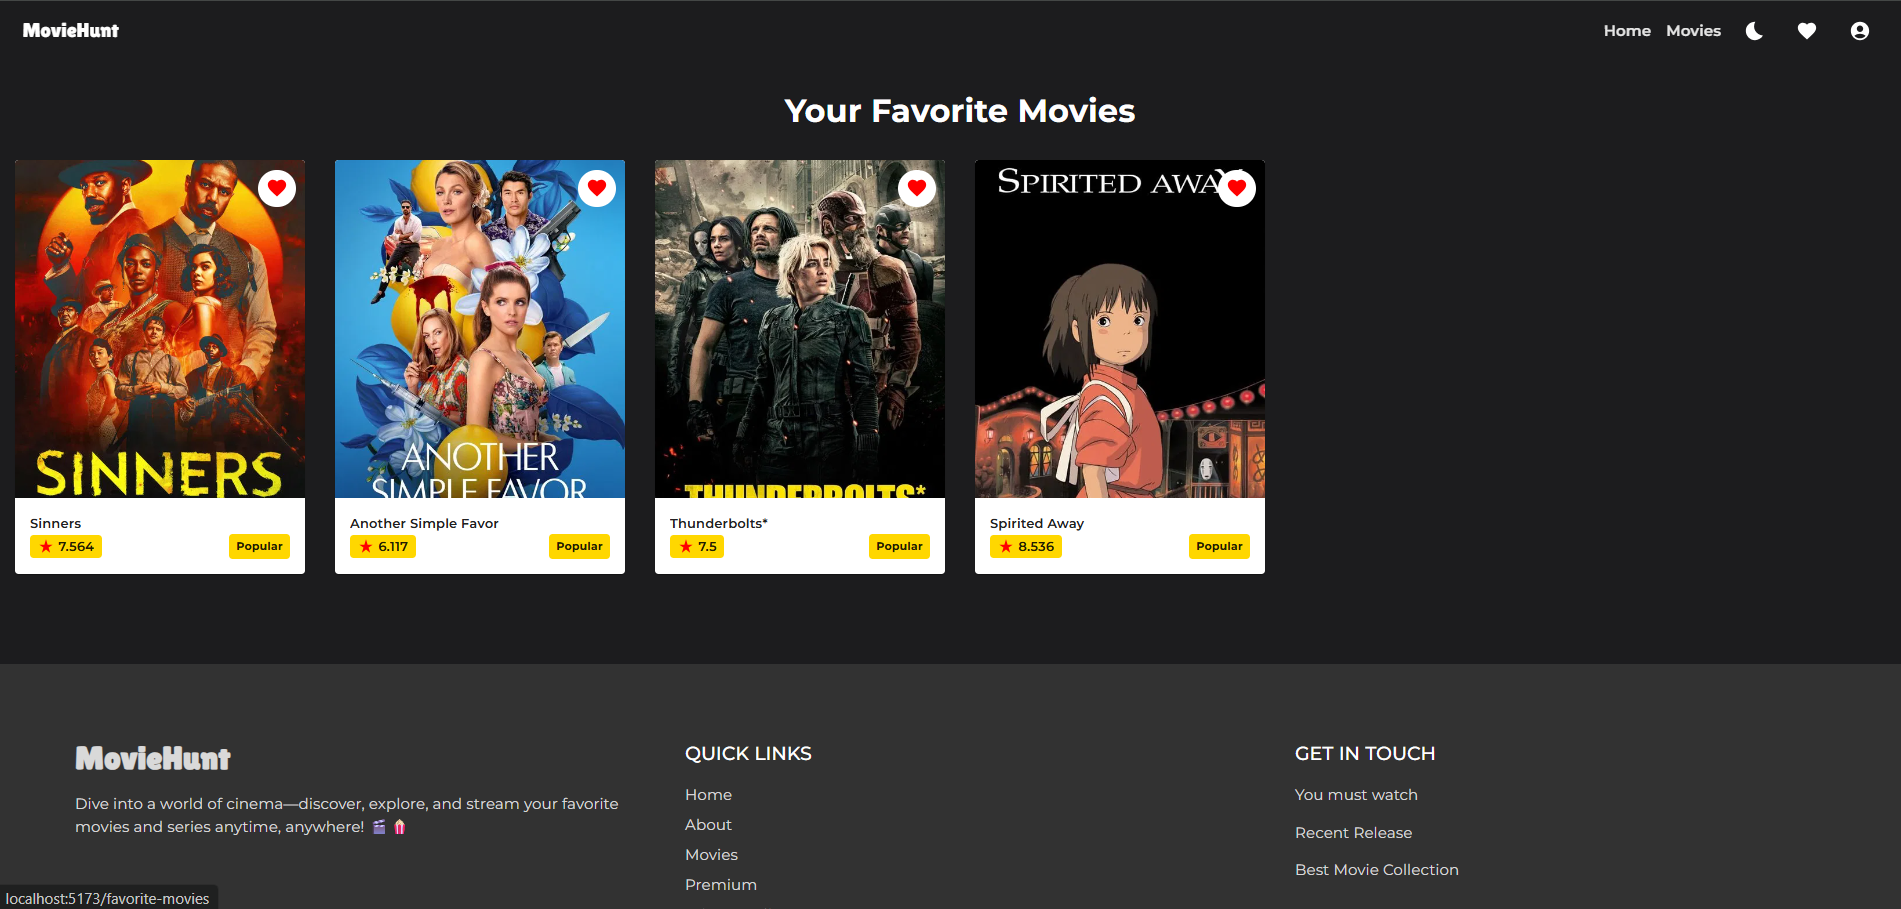 MovieHunt
Home Movies
Your Favorite Movies
SINNERS
ANOTHER
SIMPLE FAVOR
THUNDERBOLTS*
SPIRITED AWAY
Sinners
7.564 Popular
Another Simple Favor
6.117 Popular
Thunderbolts*
7.5 Popular
Spirited Away
8.536 Popular
MovieHunt
Dive into a world of cinema—discover, explore, and stream your favorite
movies and series anytime, anywhere! 🎬 🍿
QUICK LINKS
Home
About
Movies
Premium
GET IN TOUCH
You must watch
Recent Release
Best Movie Collection
localhost:5173/favorite-movies